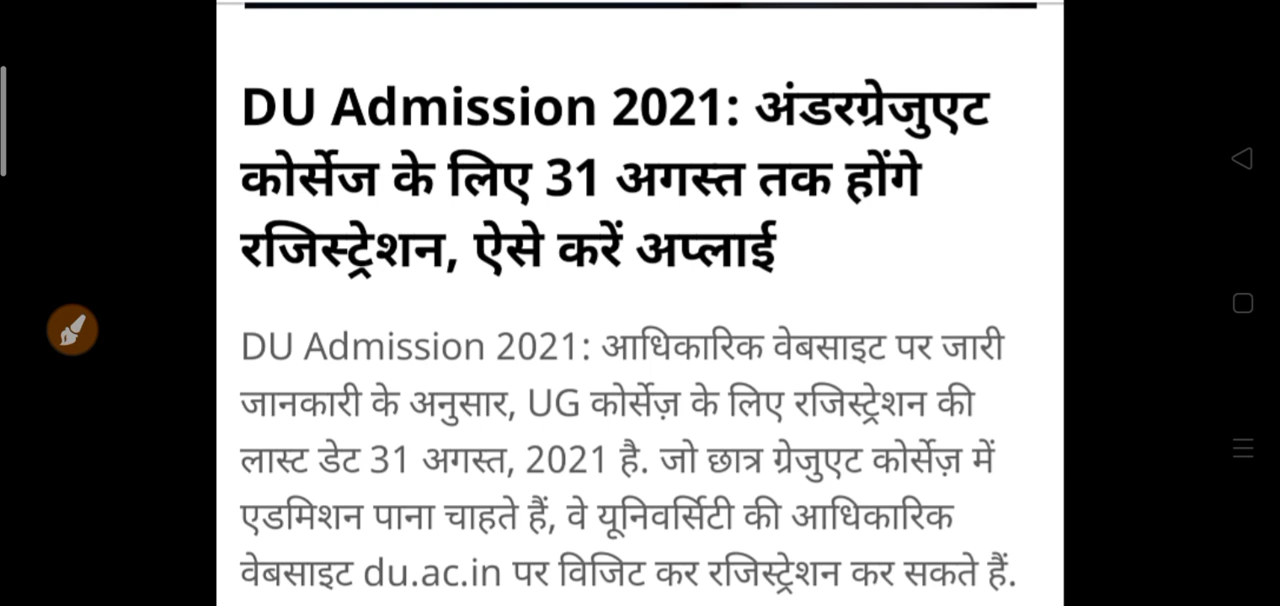 DU Admission 2021: अंडरग्रेजुएट
कोर्सेज के लिए 31 अगस्त तक होंगे
रजिस्ट्रेशन, ऐसे करें अप्लाई
DU Admission 2021: आधिकारिक वेबसाइट पर जारी
जानकारी के अनुसार, UG कोर्सेज़ के लिए रजिस्ट्रेशन की
लास्ट डेट 31 अगस्त, 2021 है. जो छात्र ग्रेजुएट कोर्सेज़ में
एडमिशन पाना चाहते हैं, वे यूनिवर्सिटी की आधिकारिक
वेबसाइट du.ac.in पर विजिट कर रजिस्ट्रेशन कर सकते हैं.